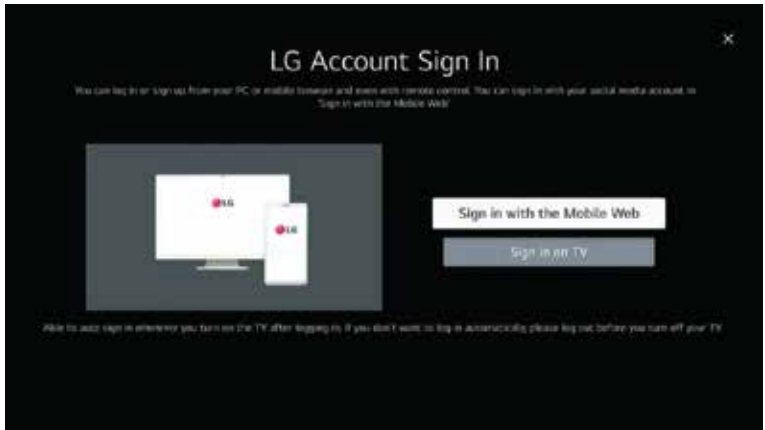 ×
LG Account Sign In
You can log in or sign up from your PC or mobile browser and even with remote control. You can sign in with your social media account in
'Sign in with the Mobile Web'
LG
LG
Sign in with the Mobile Web
Sign in on TV
Able to auto sign in whenever you turn on the TV after logging in. If you don't want to log in automatically, please log out before you turn off your TV.